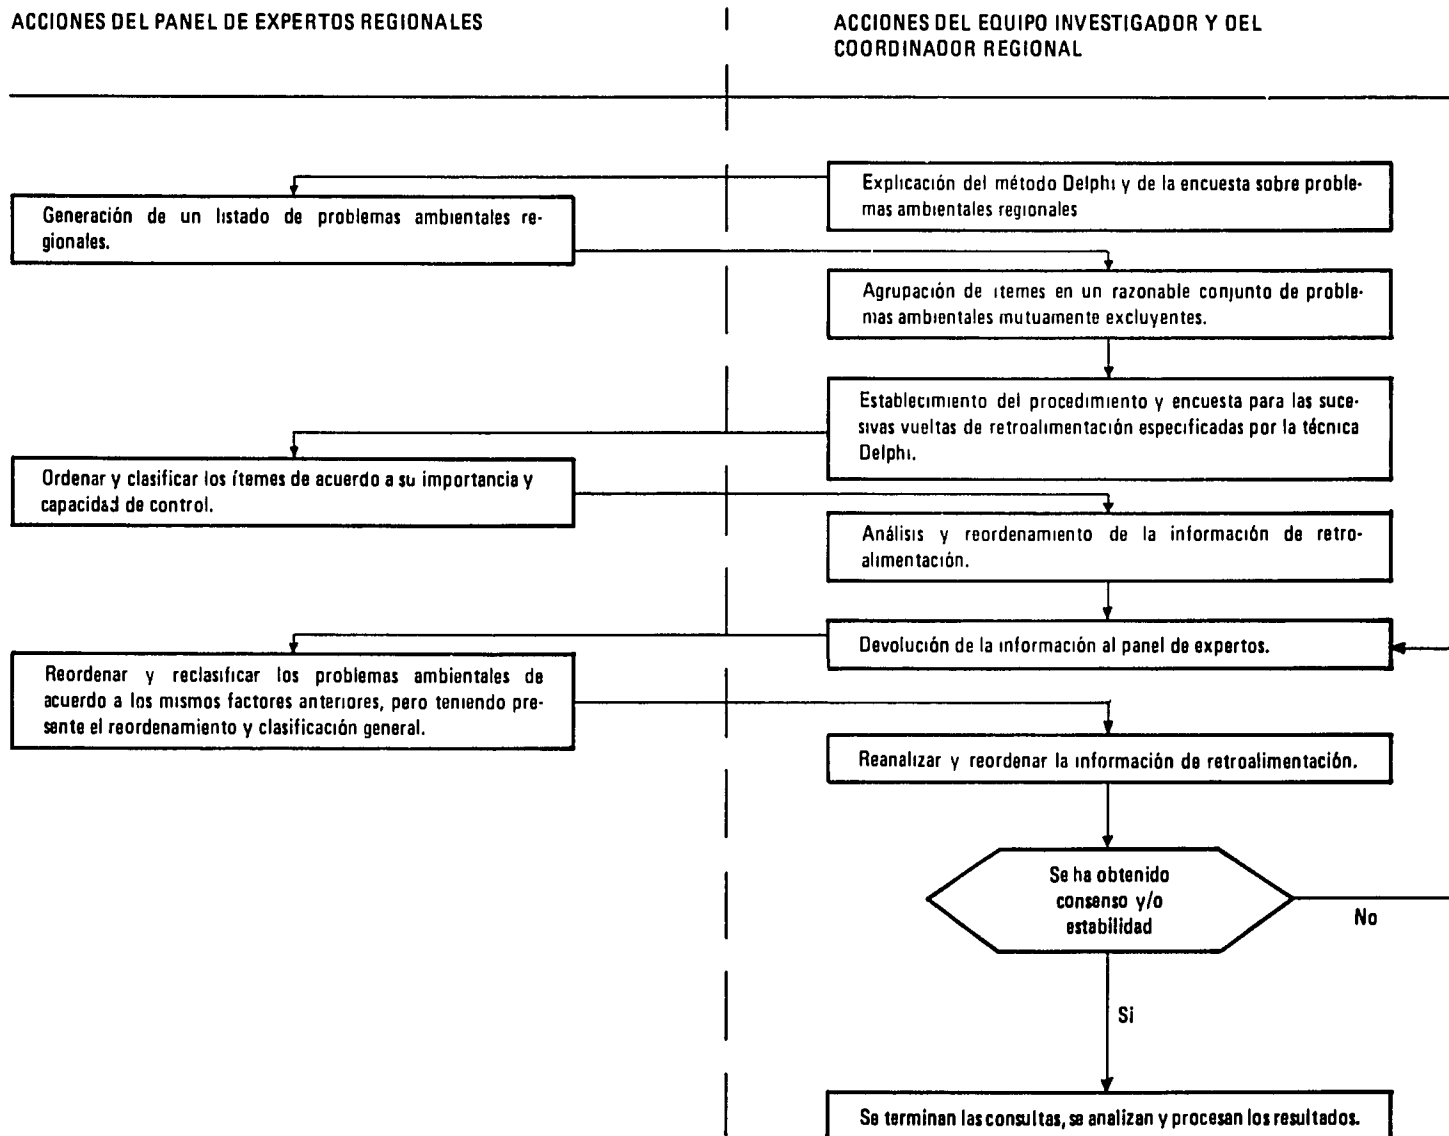 ACCIONES DEL PANEL DE EXPERTOS REGIONALES
ACCIONES DEL EQUIPO INVESTIGADOR Y DEL
COORDINADOR REGIONAL
Explicación del método Delphi y de la encuesta sobre proble-
mas ambientales regionales
Generación de un listado de problemas ambientales re-
gionales.
Agrupación de itemes en un razonable conjunto de proble-
mas ambientales mutuamente excluyentes.
Establecimiento del procedimiento y encuesta para las suce-
sivas vueltas de retroalimentación especificadas por la técnica
Delphi.
Ordenar y clasificar los ítemes de acuerdo a su importancia y
capacidad de control.
Análisis y reordenamiento de la información de retro-
alimentación.
Devolución de la información al panel de expertos.
Reordenar y reclasificar los problemas ambientales de
acuerdo a los mismos factores anteriores, pero teniendo pre-
sente el reordenamiento y clasificación general.
Reanalizar y reordenar la información de retroalimentación.
Se ha obtenido
consenso y/o
estabilidad
No
Si
Se terminan las consultas, se analizan y procesan los resultados.